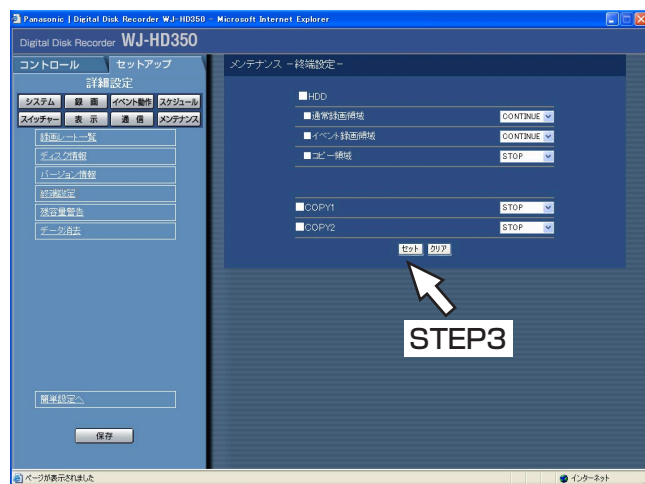 Panasonic | Digital Disk Recorder WJ-HD350 - Microsoft Internet Explorer
Digital Disk Recorder WJ-HD350
コントロール セットアップ
詳細設定
システム 録 画 イベント動作 スケジュール
スイッチャー 表 示 通 信 メンテナンス
録画レート一覧
ディスク情報
バージョン情報
終端設定
残容量警告
データ消去
簡単設定へ
保存
メンテナンス －終端設定－
■HDD
■通常録画領域 CONTINUE
■イベント録画領域 CONTINUE
■コピー領域 STOP
■COPY1 STOP
■COPY2 STOP
セット クリア
STEP3
ページが表示されました インターネット